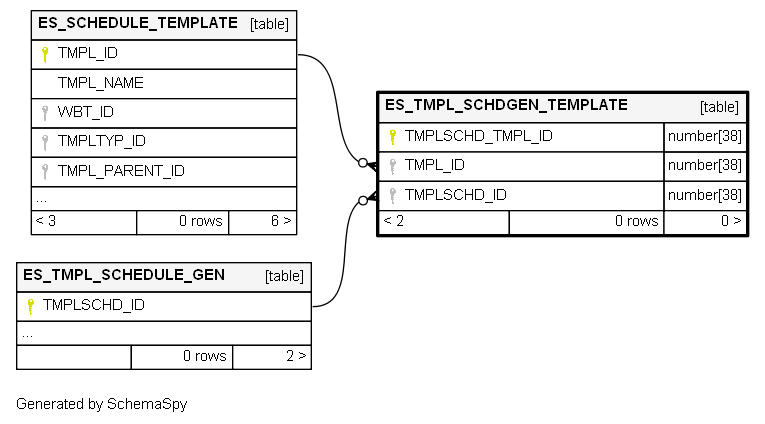 ES_SCHEDULE_TEMPLATE [table]
TMPL_ID
TMPL_NAME
WBT_ID
TMPLTYP_ID
TMPL_PARENT_ID
...
< 3 0 rows 6 >
ES_TMPL_SCHDGEN_TEMPLATE [table]
TMPLSCHD_TMPL_ID number[38]
TMPL_ID number[38]
TMPLSCHD_ID number[38]
< 2 0 rows 0 >
ES_TMPL_SCHEDULE_GEN [table]
TMPLSCHD_ID
...
0 rows 2 >
Generated by SchemaSpy